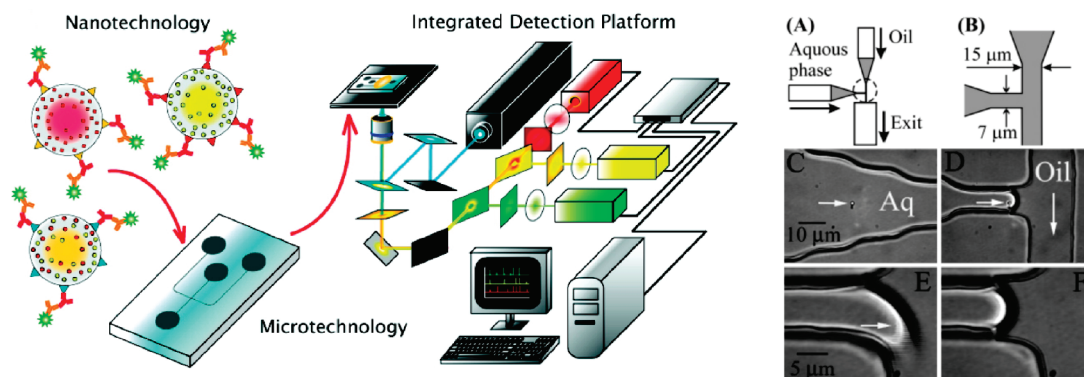 Nanotechnology
Integrated Detection Platform
Microtechnology
(A)
Oil
Aquous
phase
Exit
(B)
15 μm
7 μm
C
Aq
10 μm
D
Oil
E
5 μm
F